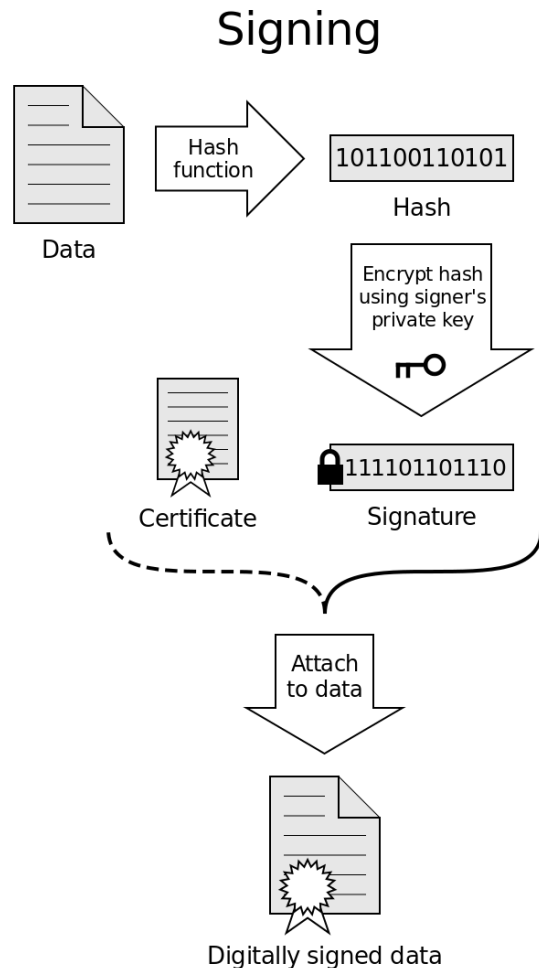 Signing
Hash
function
101100110101
Hash
Data
Encrypt hash
using signer's
private key
111101101110
Certificate
Signature
Attach
to data
Digitally signed data